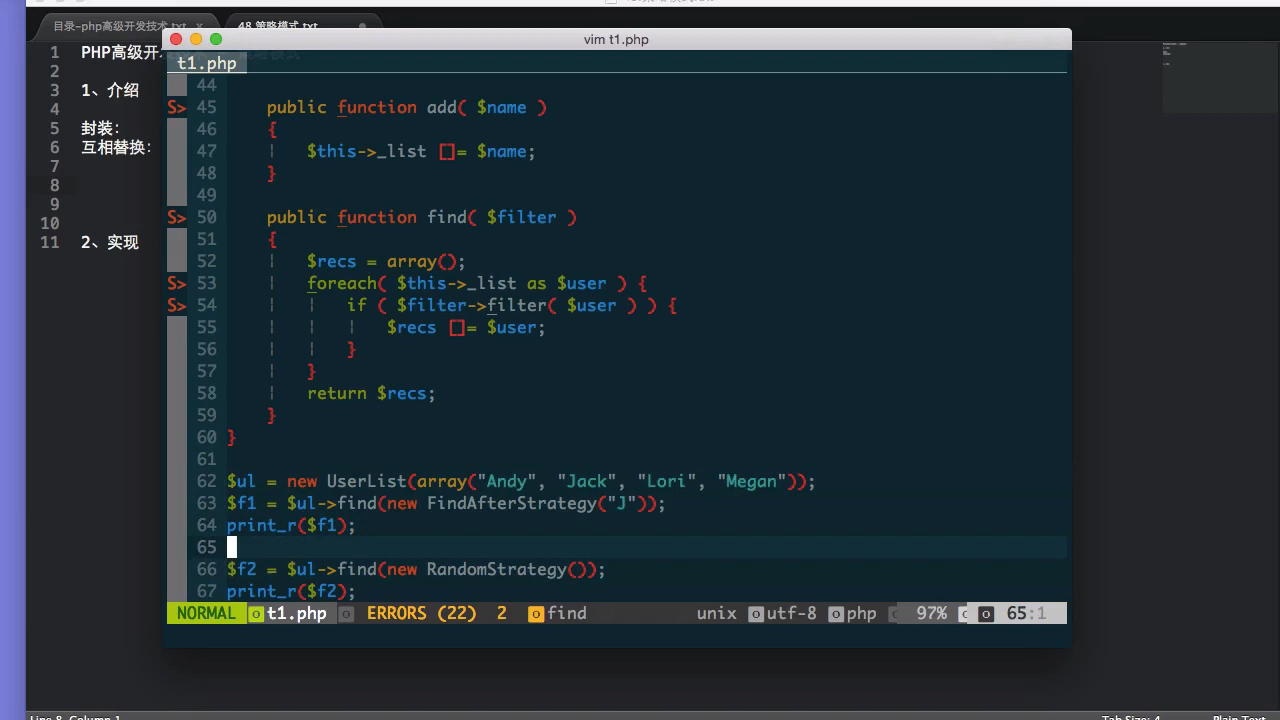 目录-php高级开发技术.txt
48 策略模式.txt
vim t1.php
1 PHP高级开
2
3 1、介绍
4
5 封装:
6 互相替换:
7
8
9
10
11 2、实现
t1.php
44
S> 45 public function add( $name )
46 {
47 $this->_list []= $name;
48 }
49
S> 50 public function find( $filter )
51 {
52 $recs = array();
S> 53 foreach( $this->_list as $user ) {
S> 54 if ( $filter->filter( $user ) ) {
55 $recs []= $user;
56 }
57 }
58 return $recs;
59 }
60 }
61
62 $ul = new UserList(array("Andy", "Jack", "Lori", "Megan"));
63 $f1 = $ul->find(new FindAfterStrategy("J"));
64 print_r($f1);
65
66 $f2 = $ul->find(new RandomStrategy());
67 print_r($f2);
NORMAL t1.php ERRORS (22) 2 find unix utf-8 php 97% 65:1
Line 8, Column 1 Tab Size: 4 Plain Text